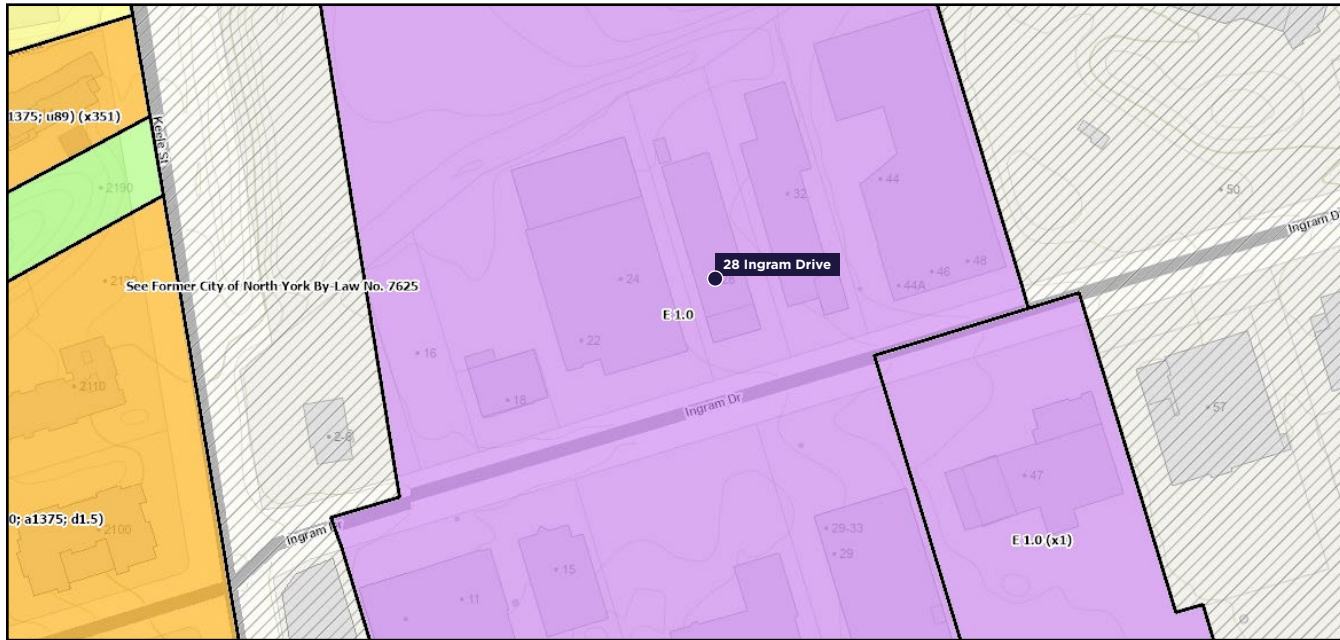 1375; u89) (x351)
Keele St
2190
44
32
50
Ingram D
28 Ingram Drive
48
46
44A
24
See Former City of North York By-Law No. 7625
E 1.0
22
16
2110
18
Ingram Dr
57
2-8
47
0; a1375; d1.5)
2100
Ingram Dr
29-33
29
E 1.0 (x1)
15
11